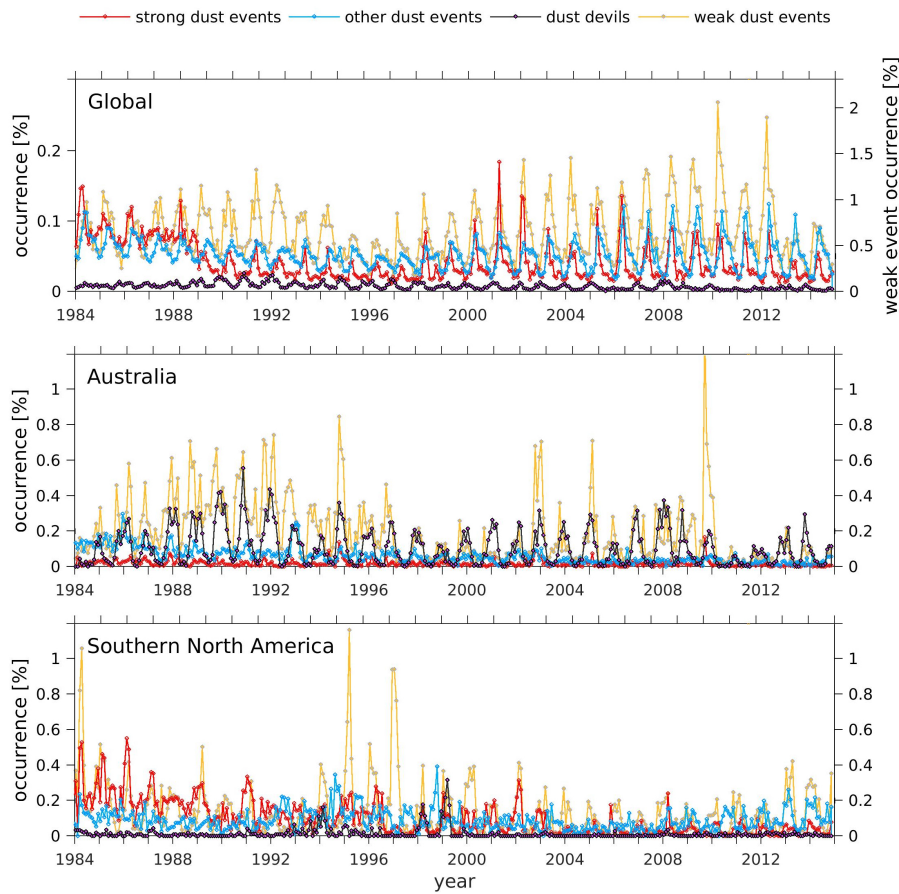 strong dust events other dust events dust devils weak dust events
Global
occurrence [%]
weak event occurrence [%]
0.2
0.1
0
2
1.5
1
0.5
0
1984 1988 1992 1996 2000 2004 2008 2012
Australia
occurrence [%]
1
0.8
0.6
0.4
0.2
0
1
0.8
0.6
0.4
0.2
0
1984 1988 1992 1996 2000 2004 2008 2012
Southern North America
occurrence [%]
1
0.8
0.6
0.4
0.2
0
1
0.8
0.6
0.4
0.2
0
1984 1988 1992 1996 2000 2004 2008 2012
year